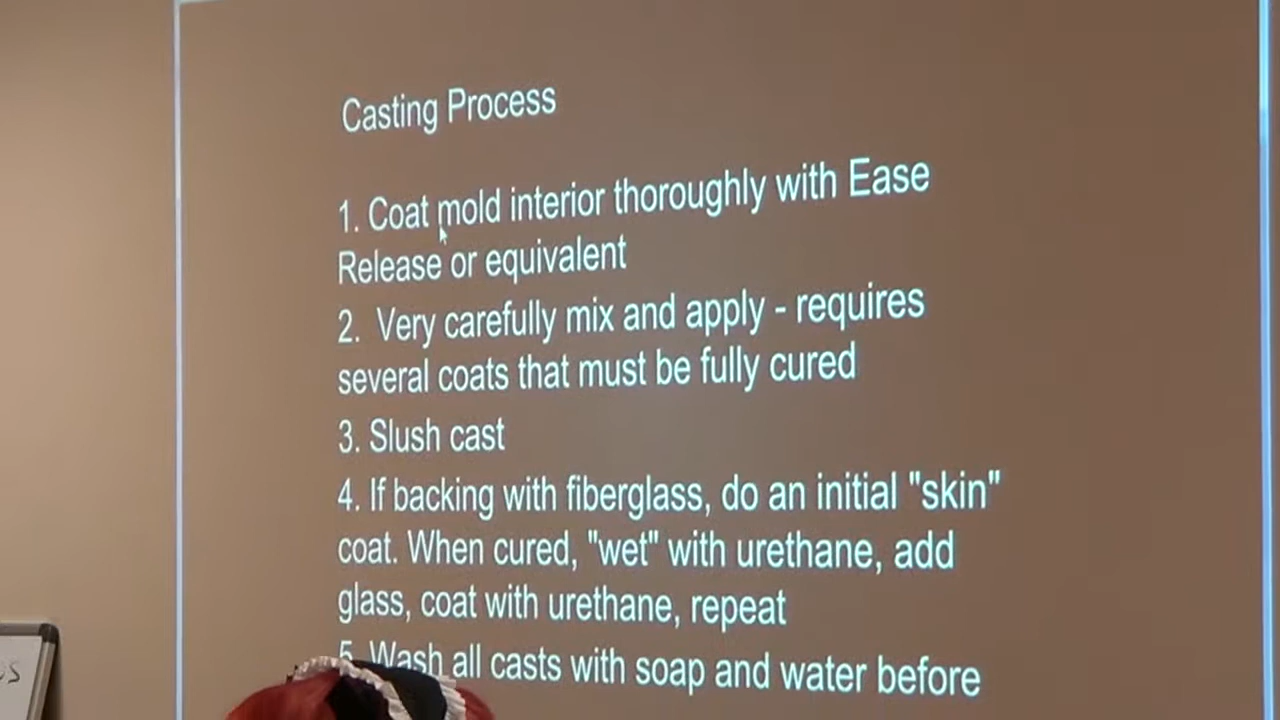 Casting Process
1. Coat mold interior thoroughly with Ease
Release or equivalent
2. Very carefully mix and apply - requires
several coats that must be fully cured
3. Slush cast
4. If backing with fiberglass, do an initial "skin"
coat. When cured, "wet" with urethane, add
glass, coat with urethane, repeat
5. Wash all casts with soap and water before